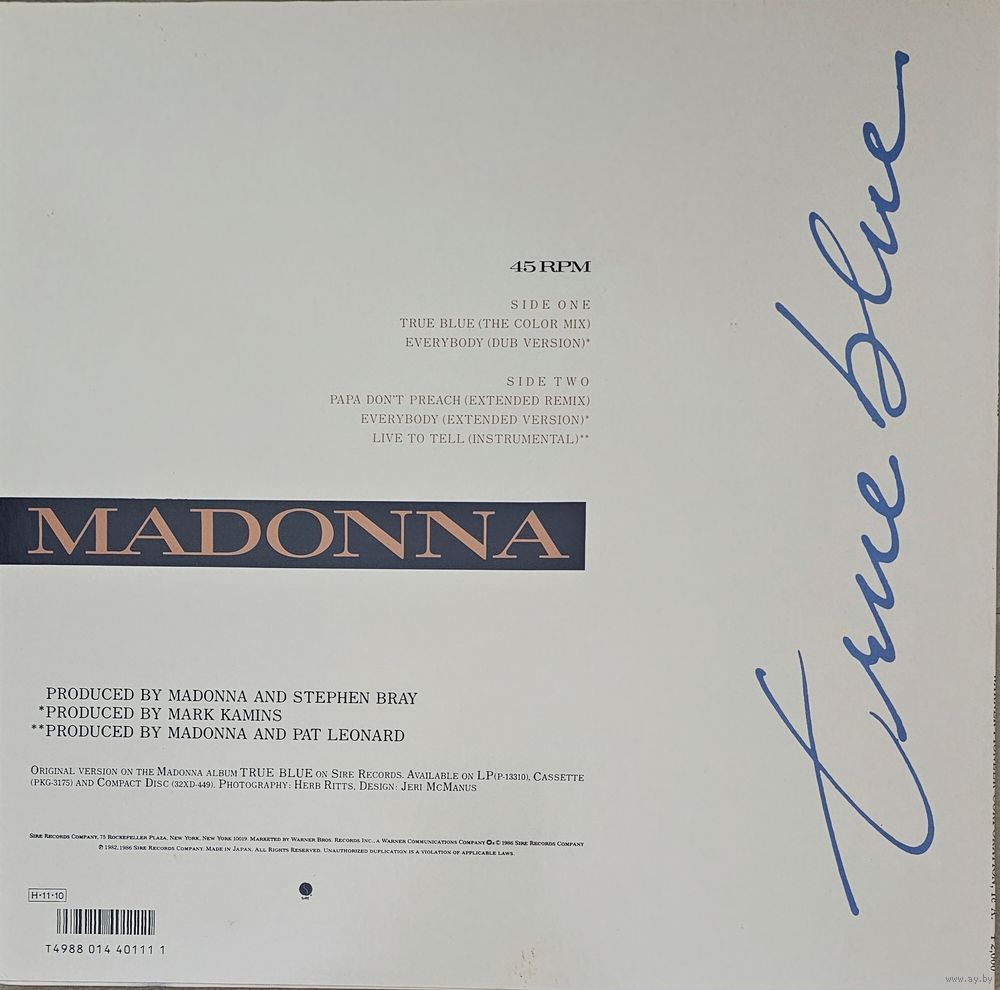 45 RPM
SIDE ONE
TRUE BLUE (THE COLOR MIX)
EVERYBODY (DUB VERSION)*
SIDE TWO
PAPA DON'T PREACH (EXTENDED REMIX)
EVERYBODY (EXTENDED VERSION)*
LIVE TO TELL (INSTRUMENTAL)**
MADONNA
true blue
PRODUCED BY MADONNA AND STEPHEN BRAY
*PRODUCED BY MARK KAMINS
**PRODUCED BY MADONNA AND PAT LEONARD
ORIGINAL VERSION ON THE MADONNA ALBUM TRUE BLUE ON SIRE RECORDS. AVAILABLE ON LP(P-13310), CASSETTE
(PKG-3175) AND COMPACT DISC (32XD-449). PHOTOGRAPHY: HERB RITTS, DESIGN: JERI MCMANUS
SIRE RECORDS COMPANY, 75 ROCKEFELLER PLAZA, NEW YORK, NEW YORK 10019. MARKETED BY WARNER BROS. RECORDS INC., A WARNER COMMUNICATIONS COMPANY © 1986 SIRE RECORDS COMPANY
℗ 1982, 1986 SIRE RECORDS COMPANY. MADE IN JAPAN. ALL RIGHTS RESERVED. UNAUTHORIZED DUPLICATION IS A VIOLATION OF APPLICABLE LAWS.
H-11-10
sire
T4988 014 40111 1
www.ay.by